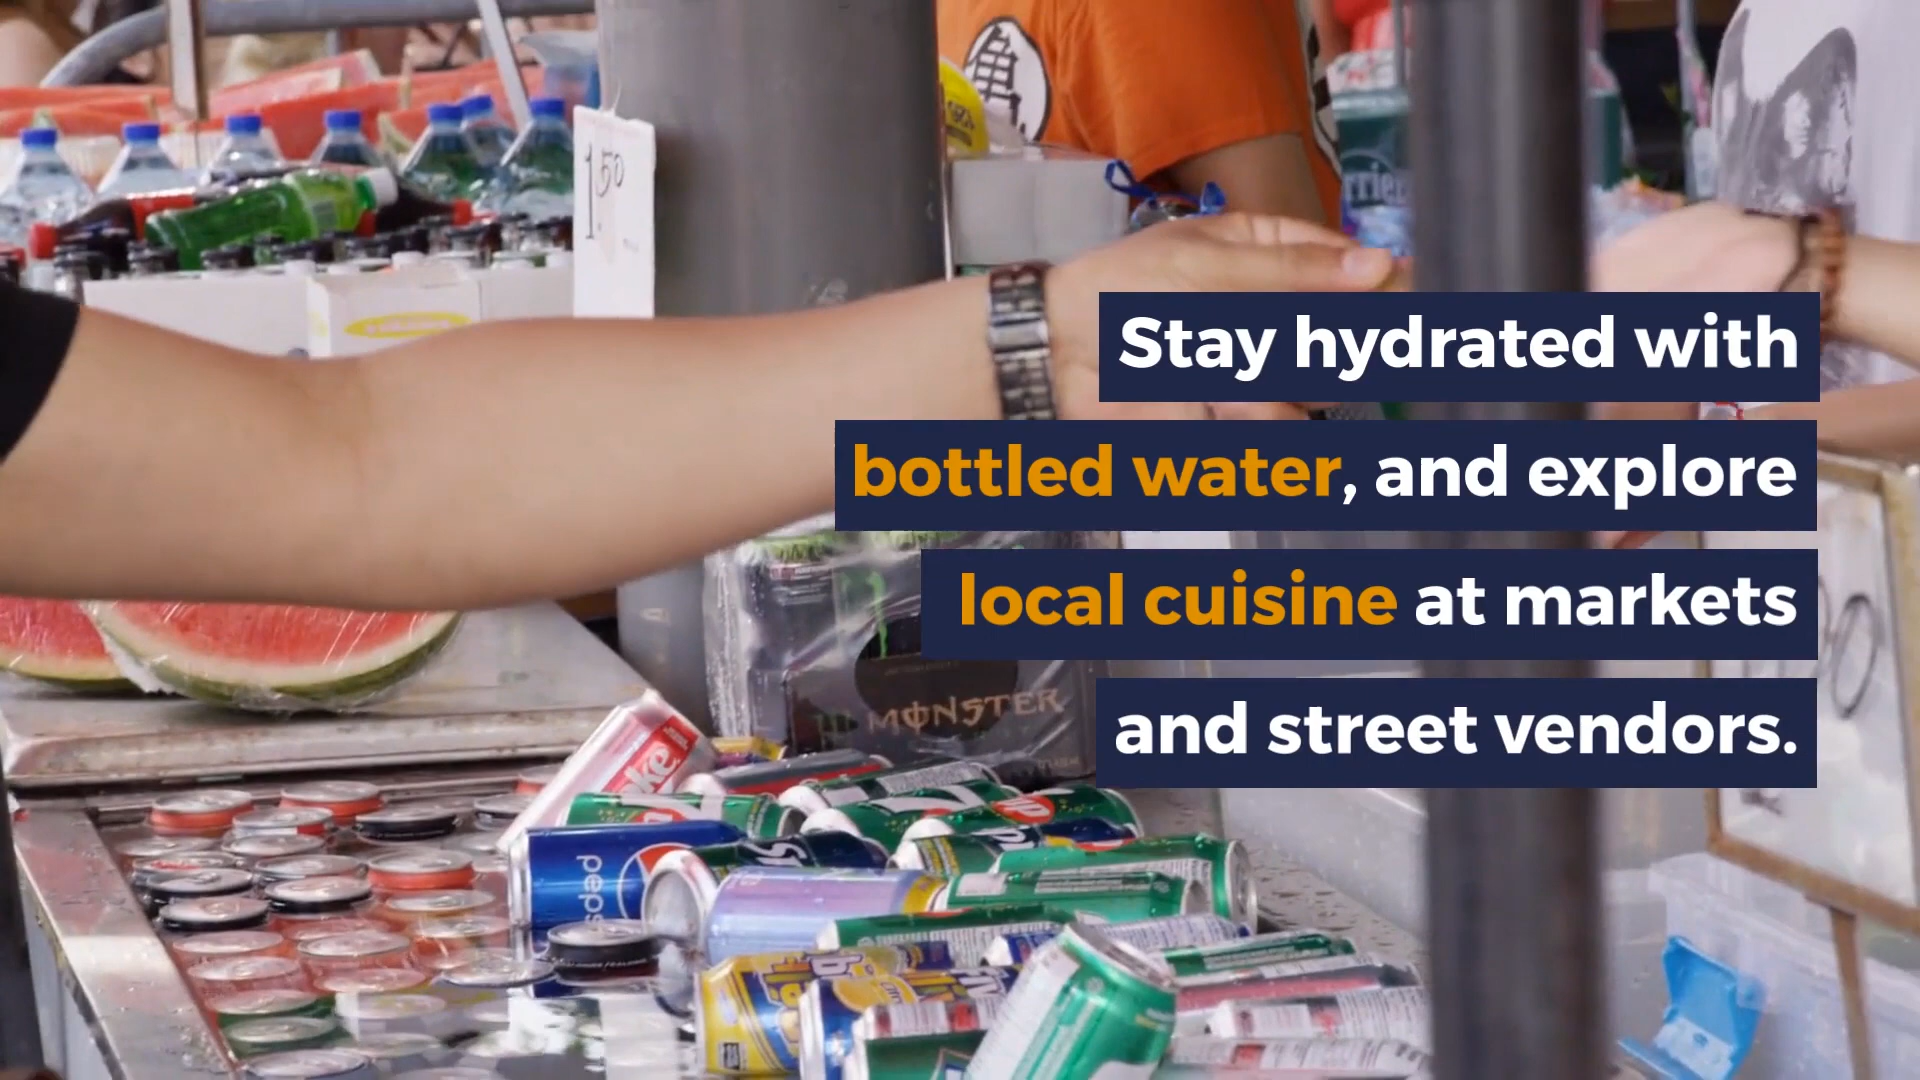 1.50
Stay hydrated with
bottled water, and explore
local cuisine at markets
and street vendors.
MONSTER
pepsi